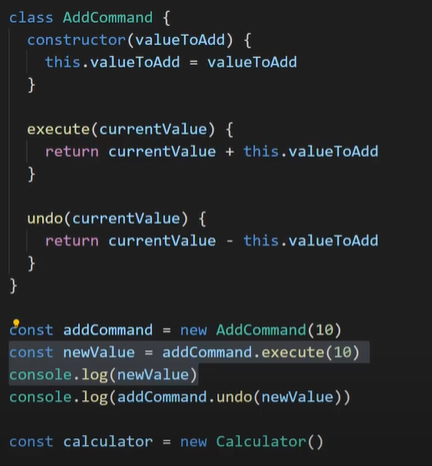 class AddCommand {
  constructor(valueToAdd) {
    this.valueToAdd = valueToAdd
  }

  execute(currentValue) {
    return currentValue + this.valueToAdd
  }

  undo(currentValue) {
    return currentValue - this.valueToAdd
  }
}

const addCommand = new AddCommand(10)
const newValue = addCommand.execute(10)
console.log(newValue)
console.log(addCommand.undo(newValue))

const calculator = new Calculator()